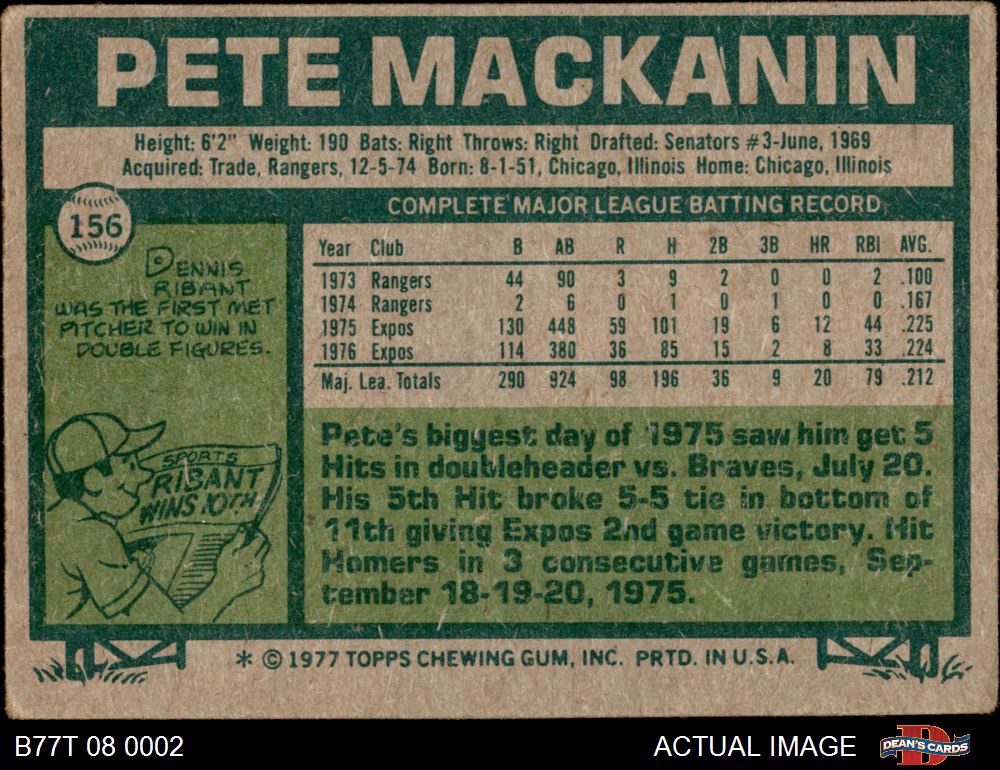 PETE MACKANIN
Height: 6'2" Weight: 190 Bats: Right Throws: Right Drafted: Senators #3-June, 1969
Acquired: Trade, Rangers, 12-5-74 Born: 8-1-51, Chicago, Illinois Home: Chicago, Illinois
156
DENNIS
RIBANT
WAS THE FIRST MET
PITCHER TO WIN IN
DOUBLE FIGURES.
SPORTS
RIBANT
WINS 10TH
COMPLETE MAJOR LEAGUE BATTING RECORD
Year Club B AB R H 2B 3B HR RBI AVG.
1973 Rangers 44 90 3 9 2 0 0 2 .100
1974 Rangers 2 6 0 1 0 1 0 0 .167
1975 Expos 130 448 59 101 19 6 12 44 .225
1976 Expos 114 380 36 85 15 2 8 33 .224
Maj. Lea. Totals 290 924 98 196 36 9 20 79 .212
Pete's biggest day of 1975 saw him get 5
Hits in doubleheader vs. Braves, July 20.
His 5th Hit broke 5-5 tie in bottom of
11th giving Expos 2nd game victory. Hit
Homers in 3 consecutive games, Sep-
tember 18-19-20, 1975.
* © 1977 TOPPS CHEWING GUM, INC. PRTD. IN U.S.A.
B77T 08 0002
ACTUAL IMAGE
DEAN'S CARDS